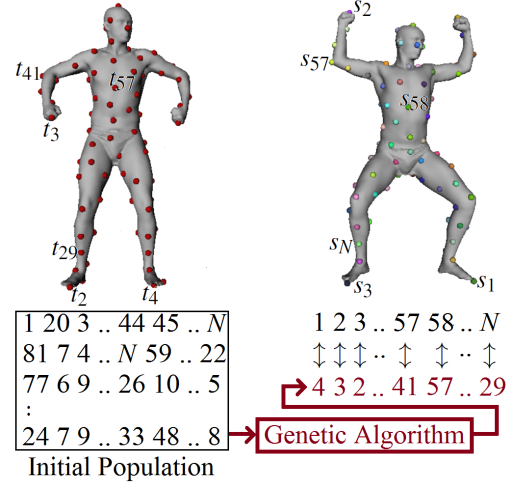 s2
t41
t57
s57
s58
t3
t29
sN
t2
t4
s3
s1
1 20 3 .. 44 45 .. N
81 7 4 .. N 59 .. 22
77 6 9 .. 26 10 .. 5
:
24 7 9 .. 33 48 .. 8
Initial Population
1 2 3 .. 57 58 .. N
↕ ↕ ↕ .. ↕ ↕ .. ↕
4 3 2 .. 41 57 .. 29
Genetic Algorithm